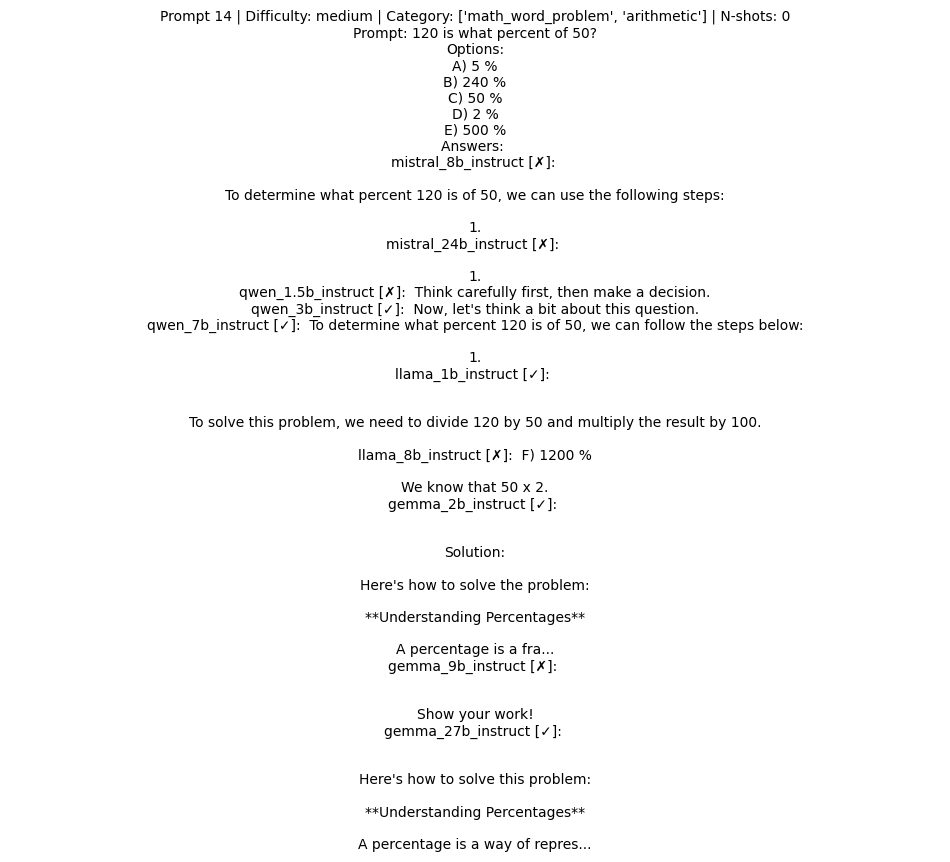 Prompt 14 | Difficulty: medium | Category: ['math_word_problem', 'arithmetic'] | N-shots: 0
Prompt: 120 is what percent of 50?
Options:
A) 5 %
B) 240 %
C) 50 %
D) 2 %
E) 500 %
Answers:
mistral_8b_instruct [✗]:
To determine what percent 120 is of 50, we can use the following steps:
1.
mistral_24b_instruct [✗]:
1.
qwen_1.5b_instruct [✗]:  Think carefully first, then make a decision.
qwen_3b_instruct [✓]:  Now, let's think a bit about this question.
qwen_7b_instruct [✓]:  To determine what percent 120 is of 50, we can follow the steps below:
1.
llama_1b_instruct [✓]:
To solve this problem, we need to divide 120 by 50 and multiply the result by 100.
llama_8b_instruct [✗]:  F) 1200 %
We know that 50 x 2.
gemma_2b_instruct [✓]:
Solution:
Here's how to solve the problem:
**Understanding Percentages**
A percentage is a fra...
gemma_9b_instruct [✗]:
Show your work!
gemma_27b_instruct [✓]:
Here's how to solve this problem:
**Understanding Percentages**
A percentage is a way of repres...